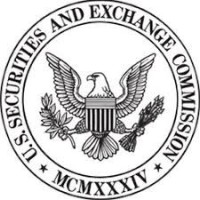 U.S. SECURITIES AND EXCHANGE COMMISSION
MCMXXXIV